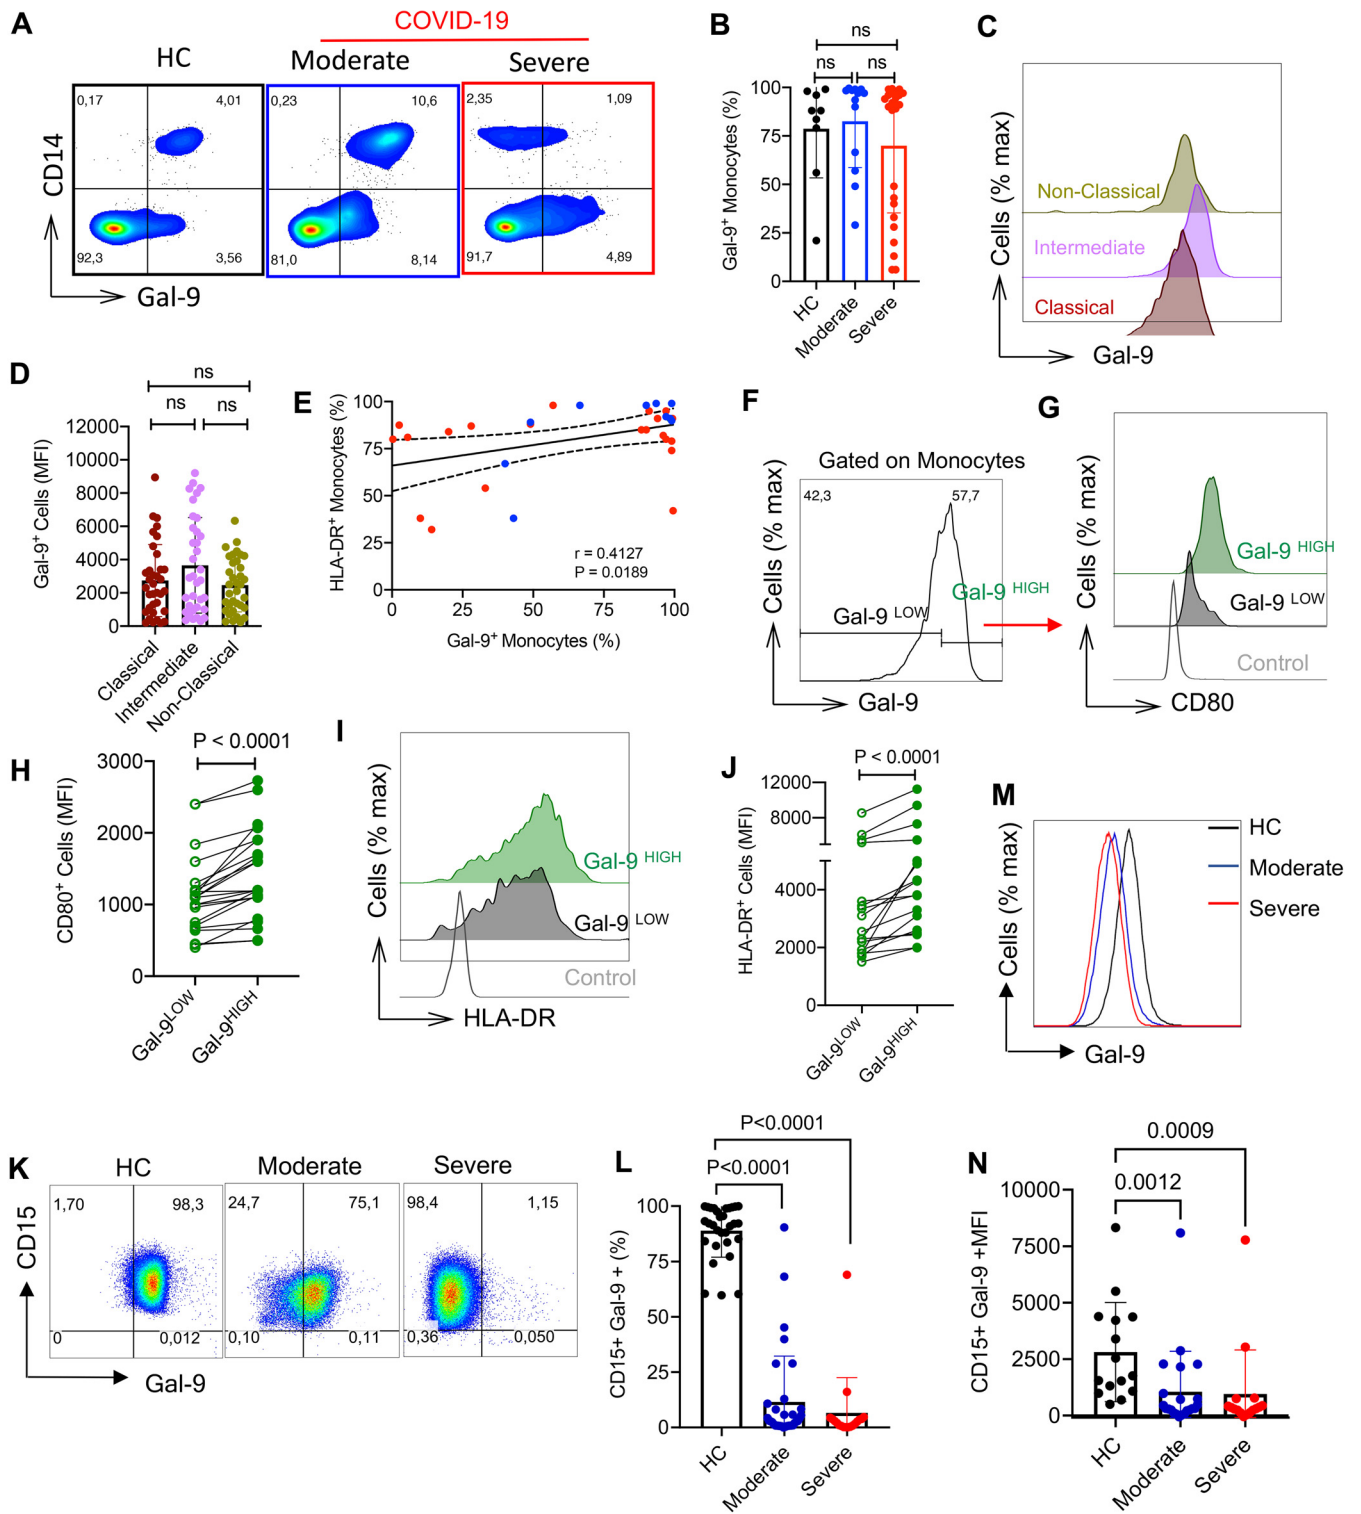 A
COVID-19
HC
Moderate
Severe
0,17
4,01
0,23
10,6
2,35
1,09
92,3
3,56
81,0
8,14
91,7
4,89
CD14
Gal-9
B
ns
ns
ns
Gal-9+ Monocytes (%)
100
75
50
25
0
HC
Moderate
Severe
C
Cells (% max)
Non-Classical
Intermediate
Classical
Gal-9
D
ns
ns
ns
Gal-9+ Cells (MFI)
12000
10000
8000
6000
4000
2000
0
Classical
Intermediate
Non-Classical
E
HLA-DR+ Monocytes (%)
100
75
50
25
0
r = 0.4127
P = 0.0189
0
25
50
75
100
Gal-9+ Monocytes (%)
F
Gated on Monocytes
Cells (% max)
42,3
57,7
Gal-9 HIGH
Gal-9 LOW
Gal-9
G
Cells (% max)
Gal-9 HIGH
Gal-9 LOW
Control
CD80
H
P < 0.0001
CD80+ Cells (MFI)
3000
2000
1000
0
Gal-9LOW
Gal-9HIGH
I
Cells (% max)
Gal-9 HIGH
Gal-9 LOW
Control
HLA-DR
J
P < 0.0001
HLA-DR+ Cells (MFI)
12000
8000
4000
2000
0
Gal-9LOW
Gal-9HIGH
M
Cells (% max)
HC
Moderate
Severe
Gal-9
K
HC
Moderate
Severe
1,70
98,3
24,7
75,1
98,4
1,15
0
0,012
0,10
0,11
0,36
0,050
CD15
Gal-9
L
P<0.0001
P<0.0001
CD15+ Gal-9 + (%)
100
75
50
25
0
HC
Moderate
Severe
N
0.0009
0.0012
CD15+ Gal-9 +MFI
10000
7500
5000
2500
0
HC
Moderate
Severe